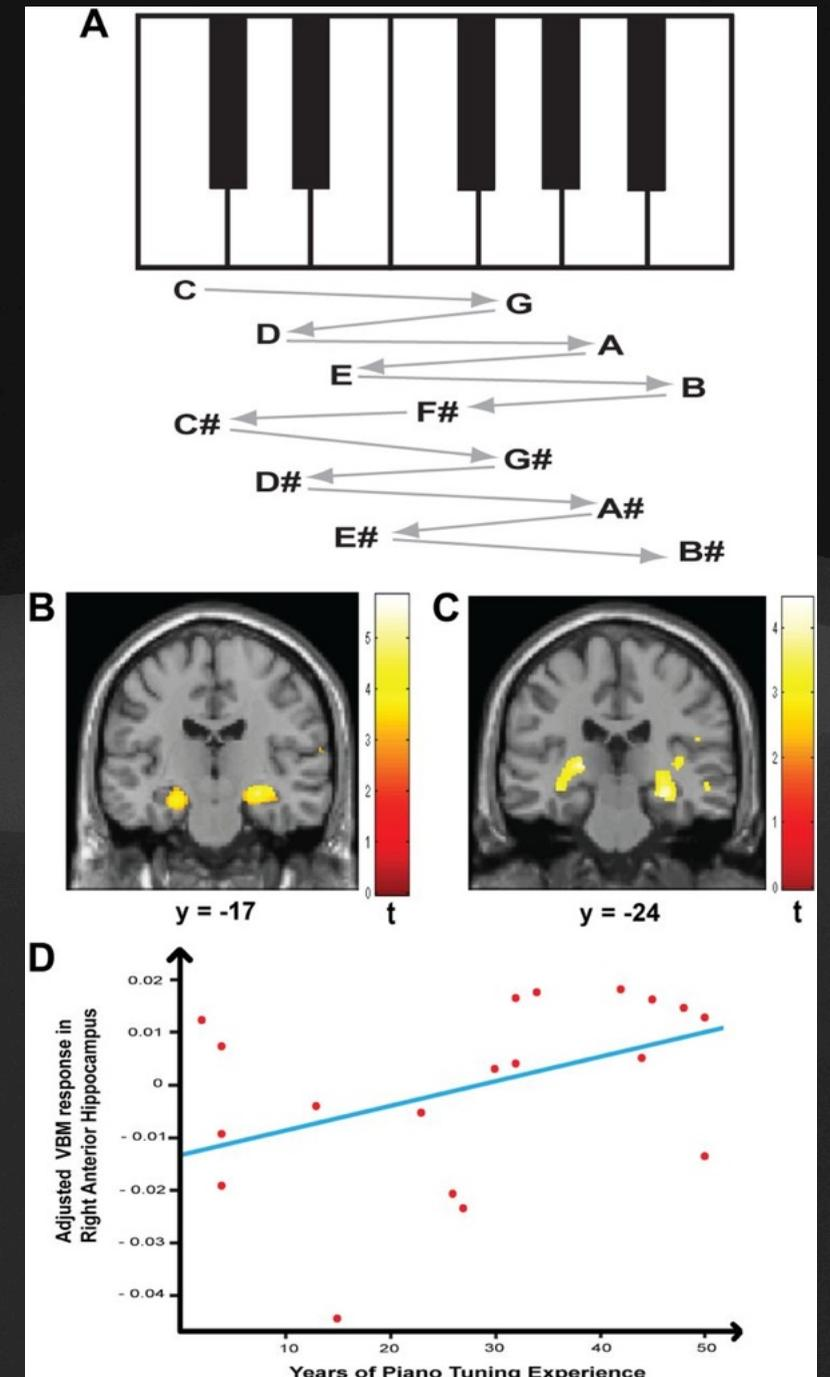 A
C
G
D
A
E
B
F#
C#
G#
D#
A#
E#
B#
B
5
4
3
2
1
0
y = -17
t
C
4
3
2
1
0
y = -24
t
D
Adjusted VBM response in
Right Anterior Hippocampus
0.02
0.01
0
- 0.01
- 0.02
- 0.03
- 0.04
10 20 30 40 50
Years of Piano Tuning Experience